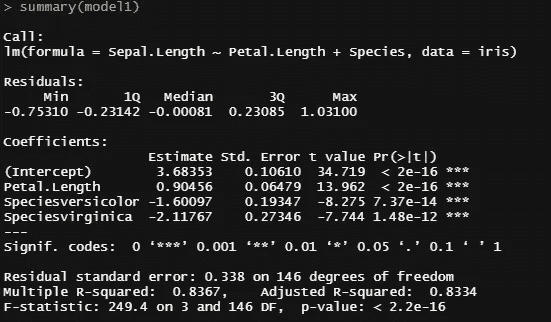 > summary(model1)
Call:
lm(formula = Sepal.Length ~ Petal.Length + Species, data = iris)
Residuals:
Min 1Q Median 3Q Max
-0.75310 -0.23142 -0.00081 0.23085 1.03100
Coefficients:
Estimate Std. Error t value Pr(>|t|)
(Intercept) 3.68353 0.10610 34.719 < 2e-16 ***
Petal.Length 0.90456 0.06479 13.962 < 2e-16 ***
Speciesversicolor -1.60097 0.19347 -8.275 7.37e-14 ***
Speciesvirginica -2.11767 0.27346 -7.744 1.48e-12 ***
---
Signif. codes: 0 ‘***’ 0.001 ‘**’ 0.01 ‘*’ 0.05 ‘.’ 0.1 ‘ ’ 1
Residual standard error: 0.338 on 146 degrees of freedom
Multiple R-squared: 0.8367, Adjusted R-squared: 0.8334
F-statistic: 249.4 on 3 and 146 DF, p-value: < 2.2e-16